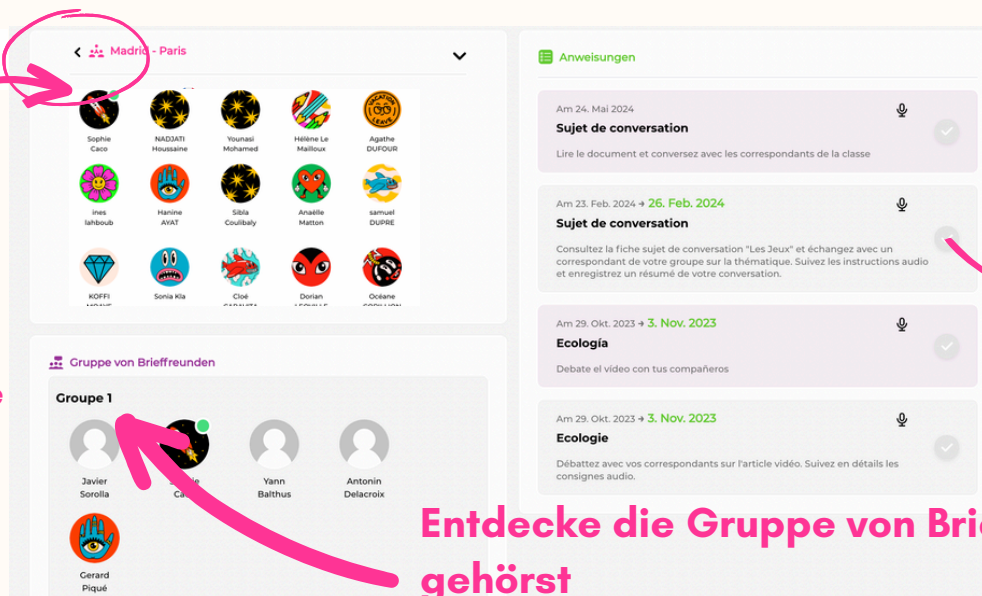 Madrid - Paris
Sophie
Caco
NADJATI
Houssaine
Younasi
Mohamed
Hélène Le
Mailloux
Agathe
DUFOUR
VACATION
LEAVE
ines
lahboub
Hanine
AYAT
Sibla
Coulibaly
Anaëlle
Matton
samuel
DUPRE
KOFFI
Sonia Kla
Cloé
Dorian
Océane
Gruppe von Brieffreunden
Groupe 1
Javier
Sorolla
Yann
Balthus
Antonin
Delacroix
Gerard
Piqué
Anweisungen
Am 24. Mai 2024
Sujet de conversation
Lire le document et conversez avec les correspondants de la classe
Am 23. Feb. 2024 → 26. Feb. 2024
Sujet de conversation
Consultez la fiche sujet de conversation "Les Jeux" et échangez avec un
correspondant de votre groupe sur la thématique. Suivez les instructions audio
et enregistrez un résumé de votre conversation.
Am 29. Okt. 2023 → 3. Nov. 2023
Ecología
Debate el vídeo con tus compañeros
Am 29. Okt. 2023 → 3. Nov. 2023
Ecologie
Débattez avec vos correspondants sur l'article vidéo. Suivez en détails les
consignes audio.
Entdecke die Gruppe von Brie
gehörst